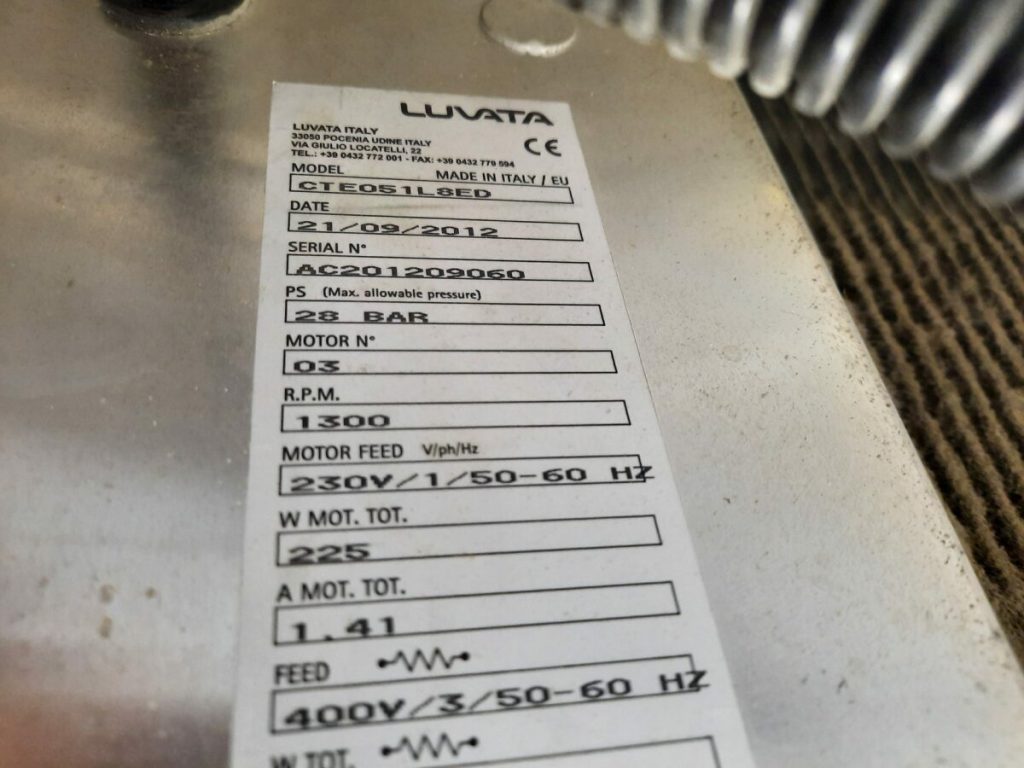 LUVATA
LUVATA ITALY
33050 POCENIA UDINE ITALY
VIA GIULIO LOCATELLI, 22
TEL.: +39 0432 772 001 - FAX: +39 0432 779 594
CE
MODEL MADE IN ITALY / EU
CTE051L8ED
DATE
21/09/2012
SERIAL N°
AC201209060
PS (Max. allowable pressure)
28 BAR
MOTOR N°
03
R.P.M.
1300
MOTOR FEED V/ph/Hz
230V/1/50-60 HZ
W MOT. TOT.
225
A MOT. TOT.
1.41
FEED
400V/3/50-60 HZ
W TOT.